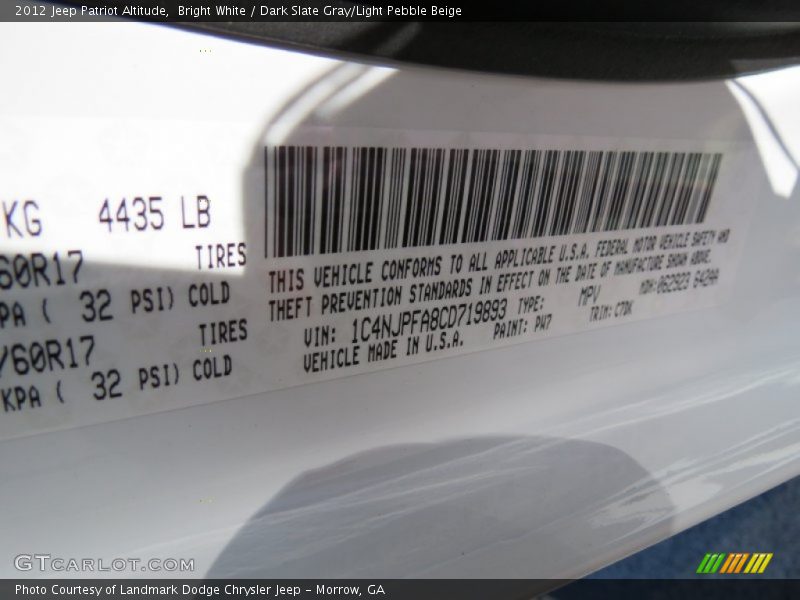 2012 Jeep Patriot Altitude, Bright White / Dark Slate Gray/Light Pebble Beige
KG 4435 LB
60R17 TIRES
PA ( 32 PSI) COLD
/60R17 TIRES
KPA ( 32 PSI) COLD
THIS VEHICLE CONFORMS TO ALL APPLICABLE U.S.A. FEDERAL MOTOR VEHICLE SAFETY AND
THEFT PREVENTION STANDARDS IN EFFECT ON THE DATE OF MANUFACTURE SHOWN ABOVE.
VIN: 1C4NJPFA8CD719893 TYPE: MPV MDH: 062923 642AA
VEHICLE MADE IN U.S.A. PAINT: PW7 TRIM: C7DK
GTCARLOT.COM
Photo Courtesy of Landmark Dodge Chrysler Jeep - Morrow, GA